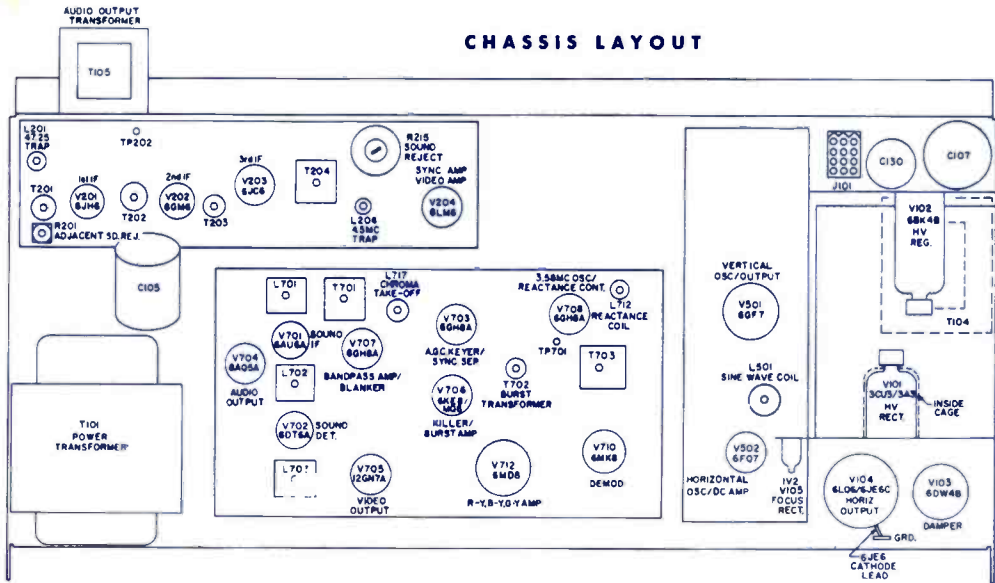 AUDIO OUTPUT
TRANSFORMER
CHASSIS LAYOUT
T105
L201
47.25
TRAP
TP202
R215
SOUND
REJECT
SYNC AMP
VIDEO AMP
3rd IF
V203
6JC6
T204
T201
1st IF
V201
6JH6
T202
2nd IF
V202
6GM6
T203
V204
6LM6
L204
4.5MC
TRAP
R201
ADJACENT SD. REJ.
J101
C130
C107
V102
6BK4B
HV
REG.
T104
C105
L701
T701
L717
CHROMA
TAKE-OFF
3.58MC OSC/
REACTANCE CONT.
V708
6GH8A
L712
REACTANCE
COIL
VERTICAL
OSC/OUTPUT
V501
6GF7
V701
6AU6A
SOUND
IF
V707
6GH8A
BANDPASS AMP/
BLANKER
V703
6GH8A
A.G.C. KEYER/
SYNC SEP
TP701
T703
V704
6AQ5A
AUDIO
OUTPUT
L702
V706
6KE8/
MQ8
KILLER/
BURST AMP
T702
BURST
TRANSFORMER
L501
SINE WAVE COIL
V101
3CU3/3A3
HV
RECT.
INSIDE
CAGE
T101
POWER
TRANSFORMER
V702
6DT6A
SOUND
DET.
V705
12GN7A
VIDEO
OUTPUT
V712
6MD8
R-Y, B-Y, G-Y AMP
V710
6MK8
DEMOD
V502
6FQ7
HORIZONTAL
OSC/DC AMP
1V2
V105
FOCUS
RECT.
V104
6LQ6/6JE6C
HORIZ
OUTPUT
V103
6DW4B
DAMPER
GRD.
6JE6
CATHODE
LEAD